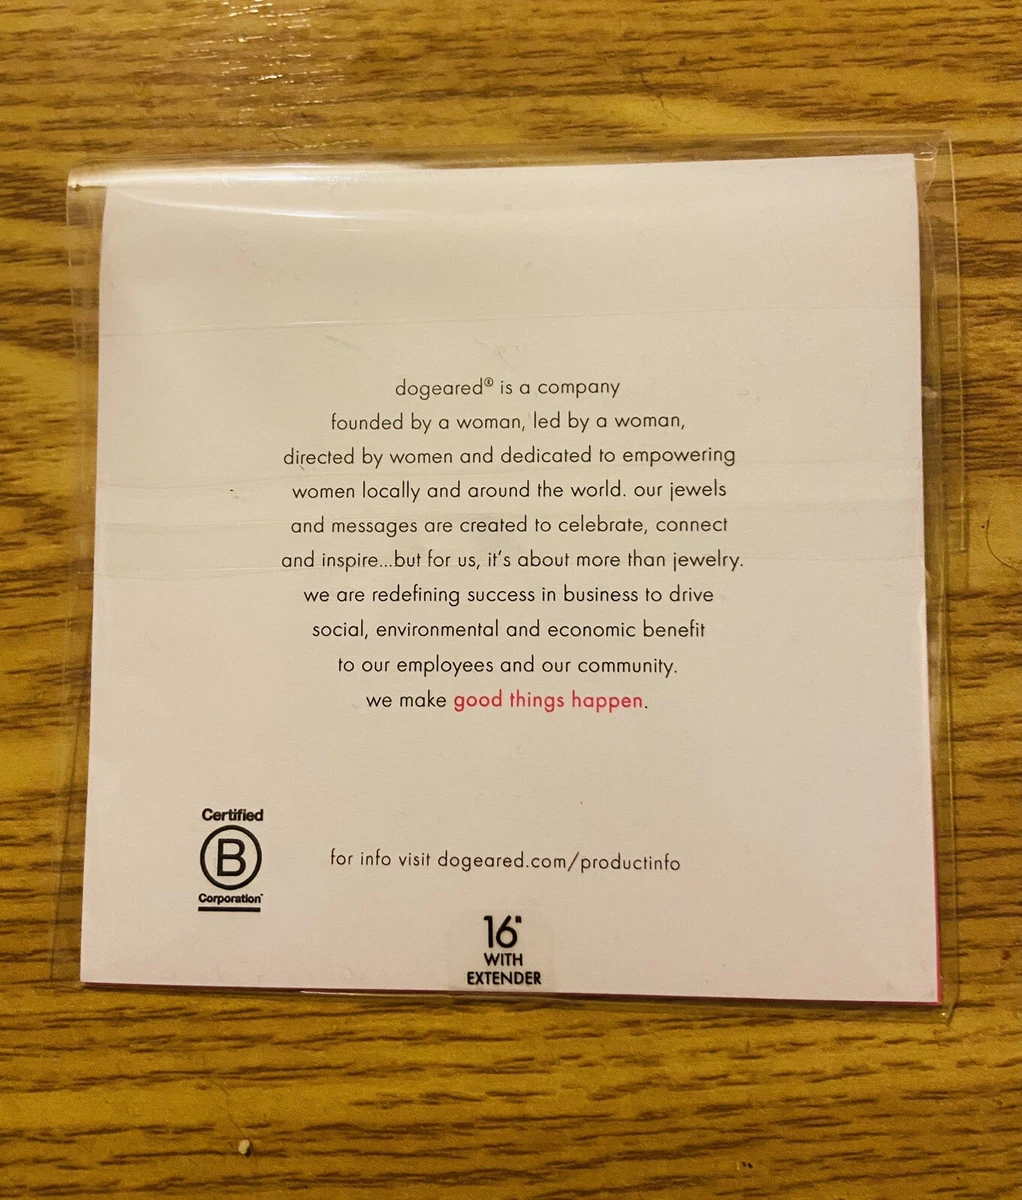 dogeared® is a company
founded by a woman, led by a woman,
directed by women and dedicated to empowering
women locally and around the world. our jewels
and messages are created to celebrate, connect
and inspire...but for us, it's about more than jewelry.
we are redefining success in business to drive
social, environmental and economic benefit
to our employees and our community.
we make good things happen.
Certified
B
Corporation
for info visit dogeared.com/productinfo
16"
WITH
EXTENDER